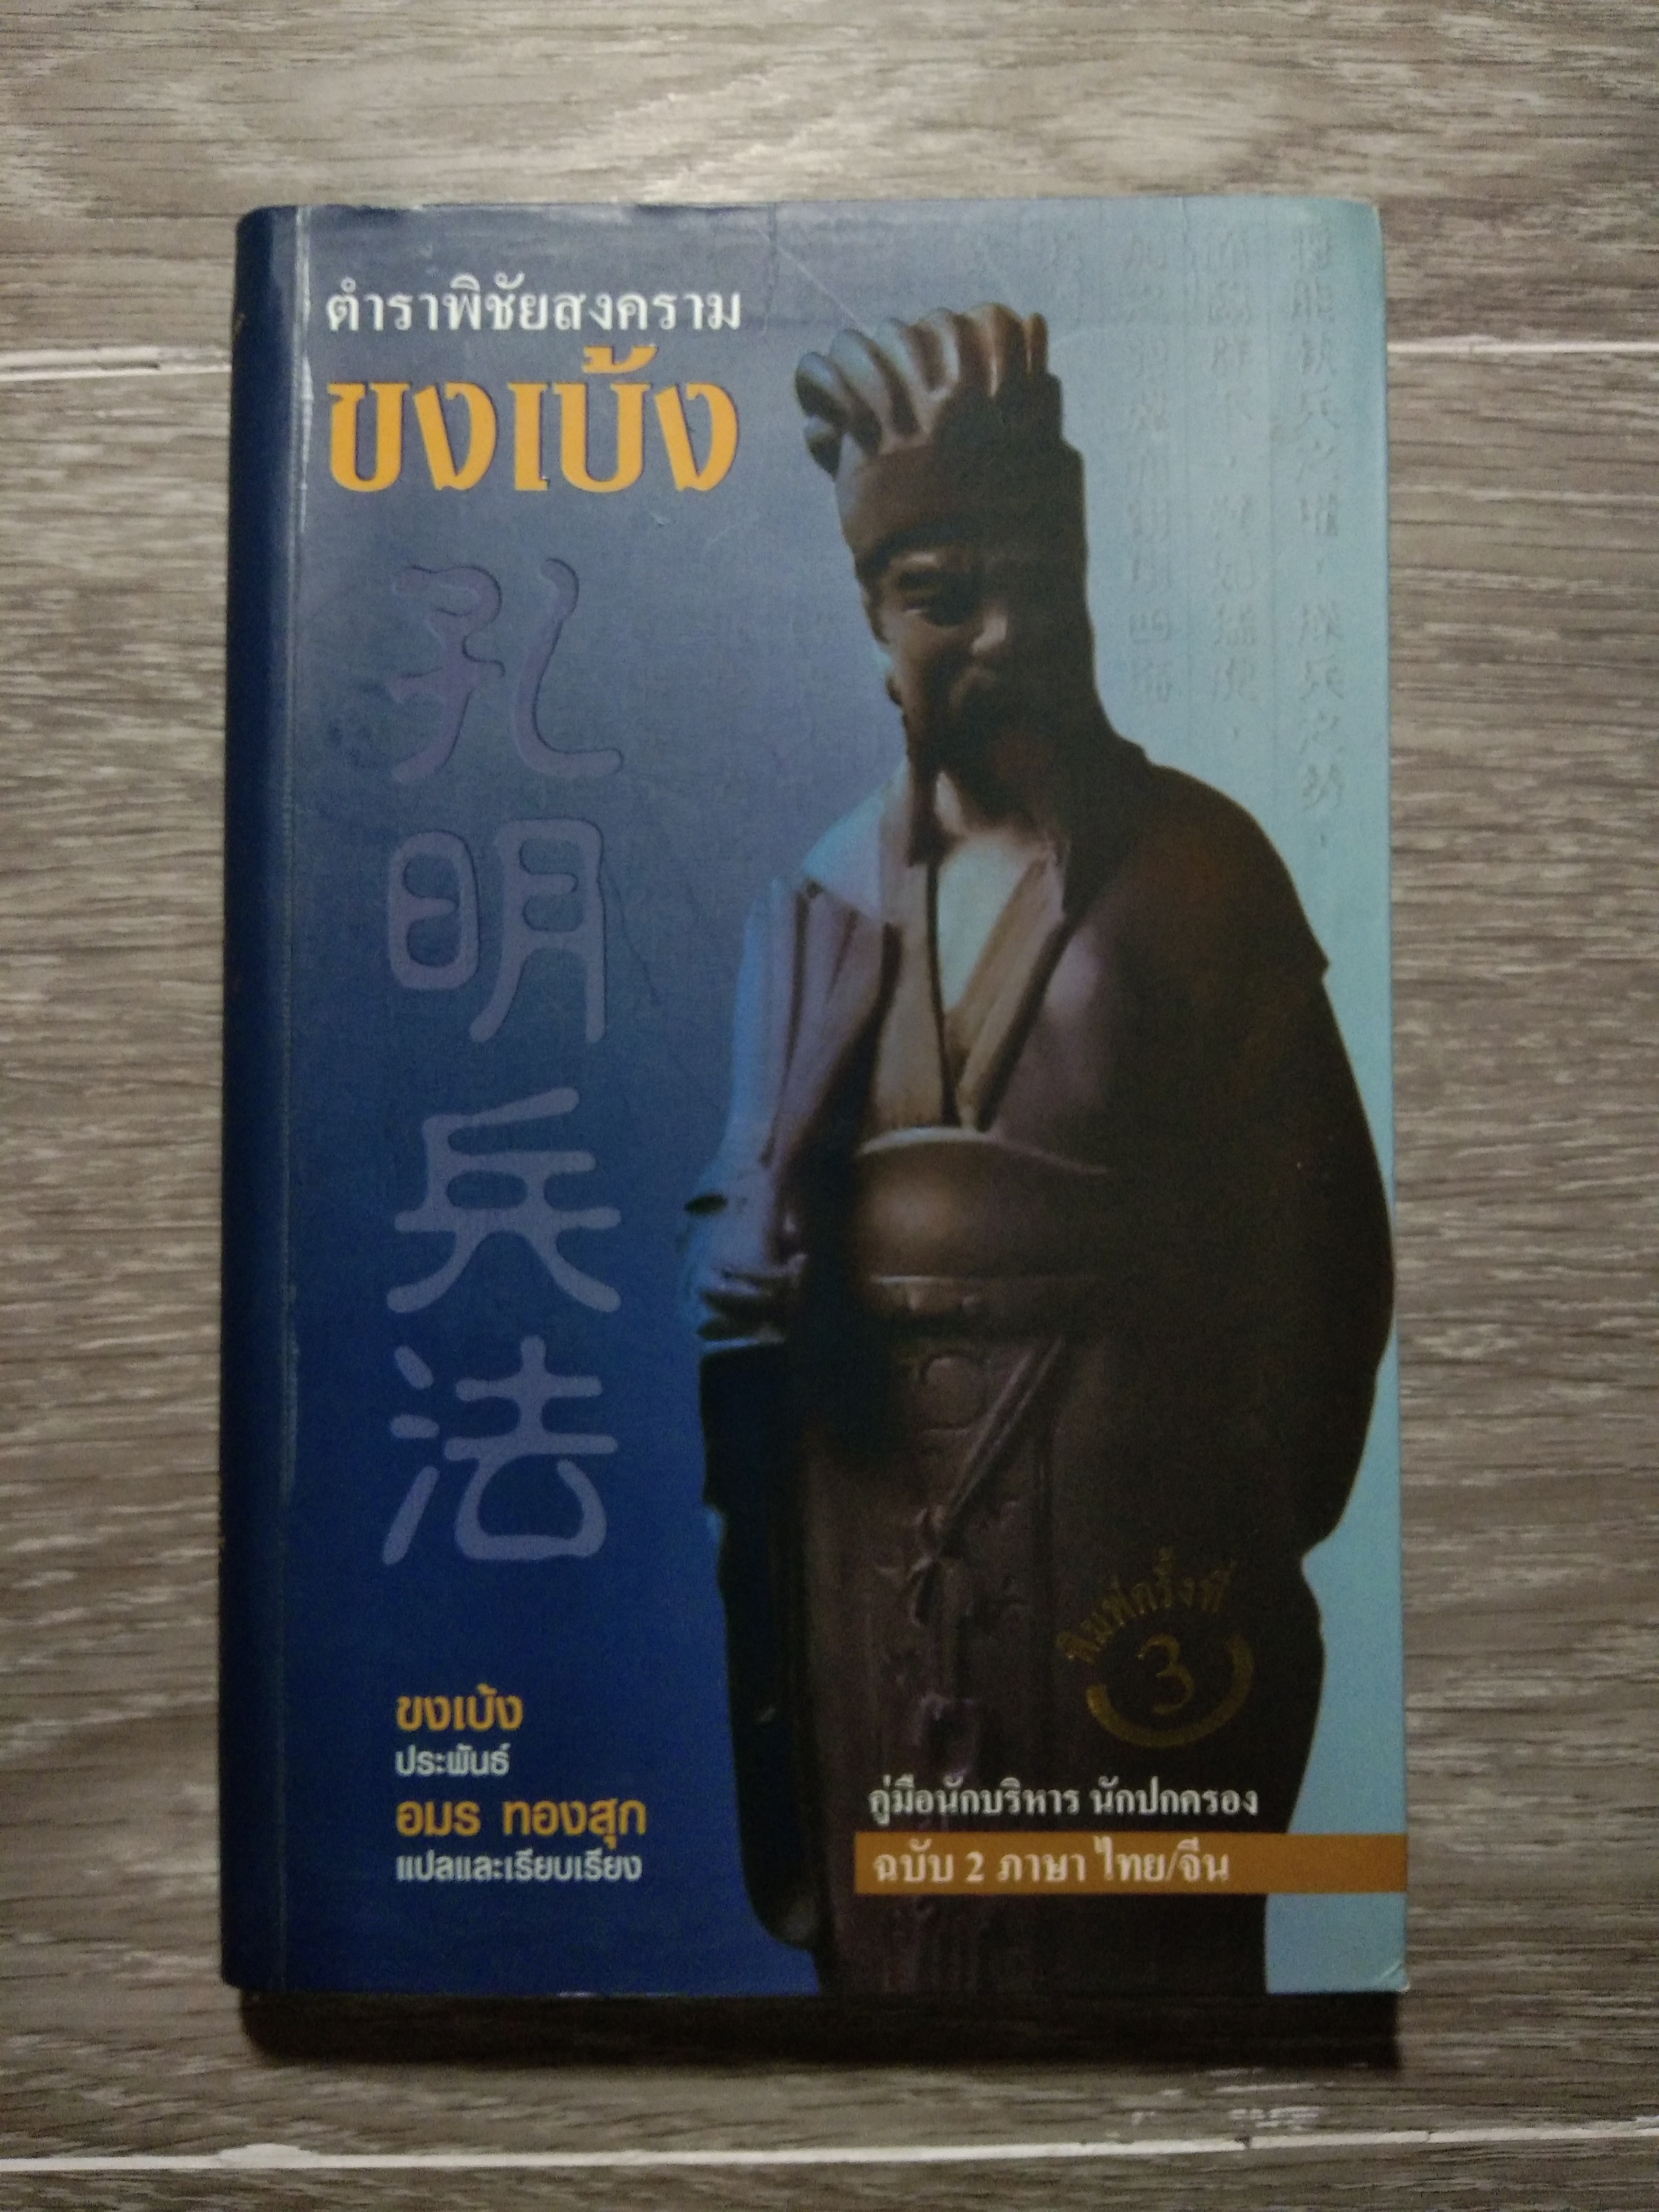 ตำราพิชัยสงคราม
ขงเบ้ง
孔明兵法
ขงเบ้ง
ประพันธ์
อมร ทองสุก
แปลและเรียบเรียง
พิมพ์ครั้งที่
3
คู่มือนักบริหาร นักปกครอง
ฉบับ 2 ภาษา ไทย/จีน